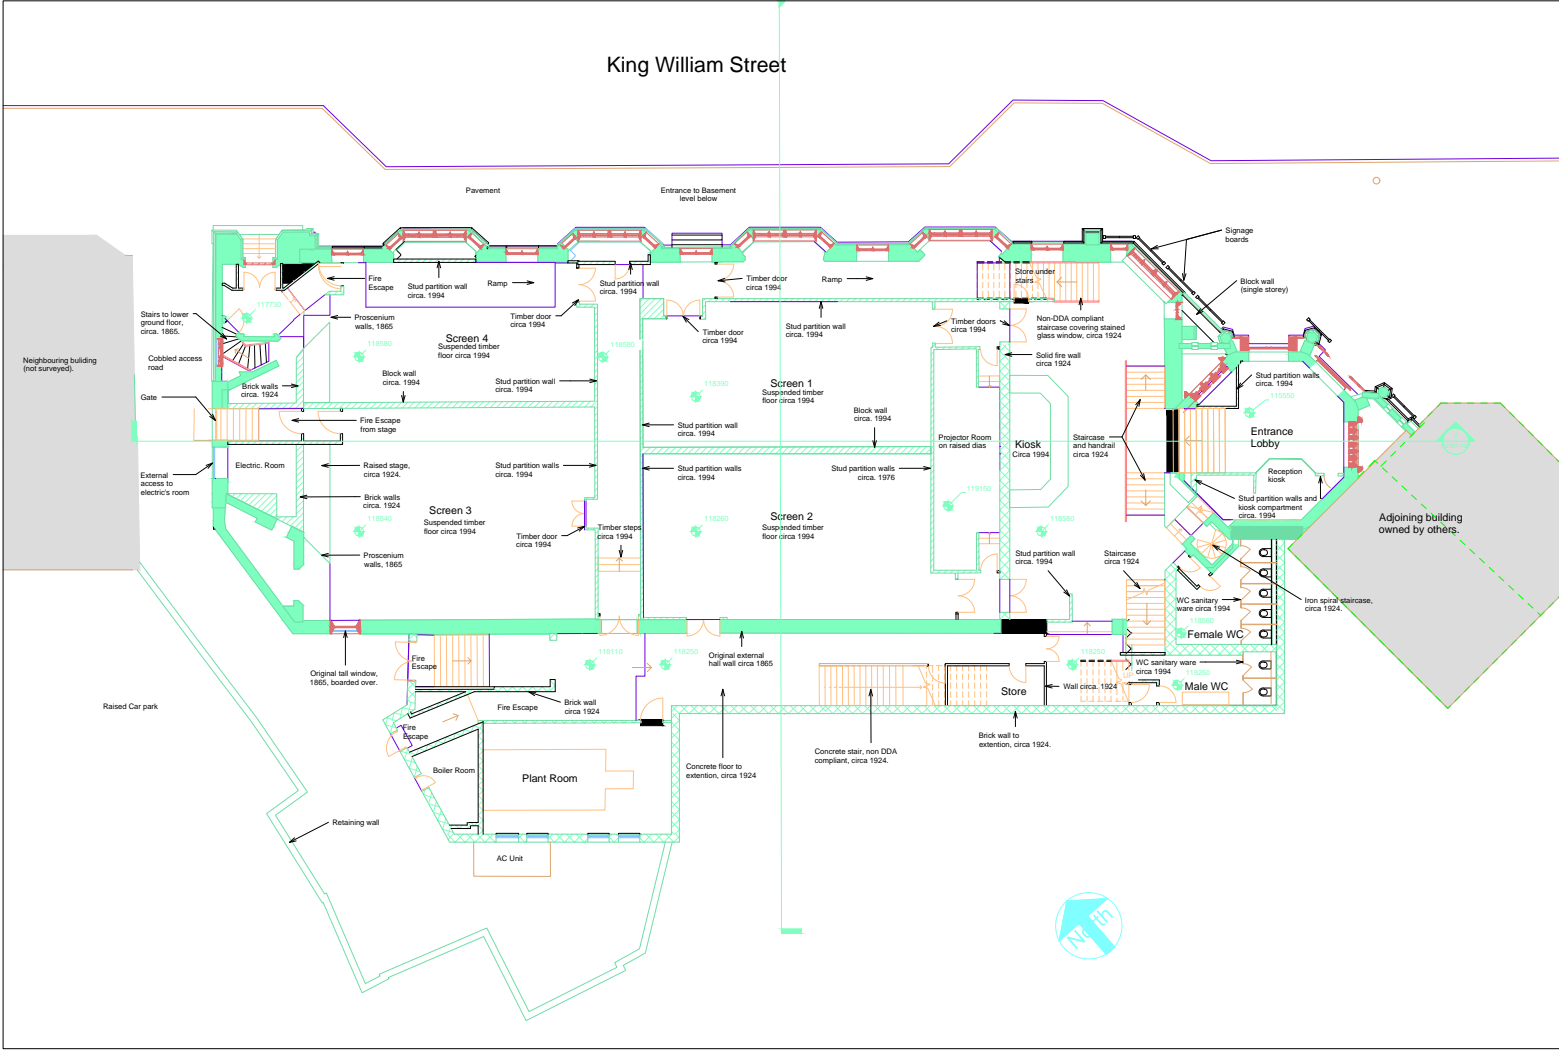 King William Street
Pavement
Entrance to Basement
level below
Signage
boards
Block wall
(single storey)
Fire
Escape
Stud partition wall
circa. 1994
Ramp
Stud partition wall
circa. 1994
Timber door
circa 1994
Ramp
Store under
stairs
Stairs to lower
ground floor,
circa. 1865.
117730
Proscenium
walls, 1865
Timber door
circa 1994
Timber door
circa 1994
Stud partition wall
circa. 1994
Timber doors
circa 1994
Non-DDA compliant
staircase covering stained
glass window, circa 1924
Screen 4
Suspended timber
floor circa 1994
118580
118580
Solid fire wall
circa 1924
Neighbouring building
(not surveyed).
Cobbled access
road
Brick walls
circa. 1924
Block wall
circa. 1994
Stud partition wall
circa. 1994
118390
Screen 1
Suspended timber
floor circa 1994
Stud partition walls
circa. 1994
115550
Gate
Fire Escape
from stage
Stud partition wall
circa. 1994
Block wall
circa. 1994
Projector Room
on raised dias
Kiosk
Circa 1994
Staircase
and handrail
circa 1924
Entrance
Lobby
Electric. Room
External
access to
electric's room
Raised stage,
circa 1924.
Stud partition walls
circa. 1994
Stud partition walls
circa. 1994
Stud partition walls
circa. 1976
Reception
kiosk
Brick walls
circa. 1924
Stud partition walls and
kiosk compartment
circa. 1994
118150
Screen 3
Suspended timber
floor circa 1994
118540
Screen 2
Suspended timber
floor circa 1994
118260
118580
Adjoining building
owned by others.
Timber steps
circa 1994
Timber door
circa 1994
Proscenium
walls, 1865
Stud partition wall
circa. 1994
Staircase
circa 1924
WC sanitary
ware circa 1994
Iron spiral staircase,
circa 1924.
Female WC
Original tall window,
1865, boarded over.
Fire
Escape
118110
118250
Original external
hall wall circa 1865
118250
WC sanitary ware
circa 1994
Male WC
Store
Wall circa. 1924
Raised Car park
Fire Escape
Brick wall
circa 1924
Fire
Escape
Brick wall to
extention, circa 1924.
Concrete stair, non DDA
compliant, circa 1924.
Concrete floor to
extention, circa 1924
Boiler Room
Plant Room
Retaining wall
AC Unit
North